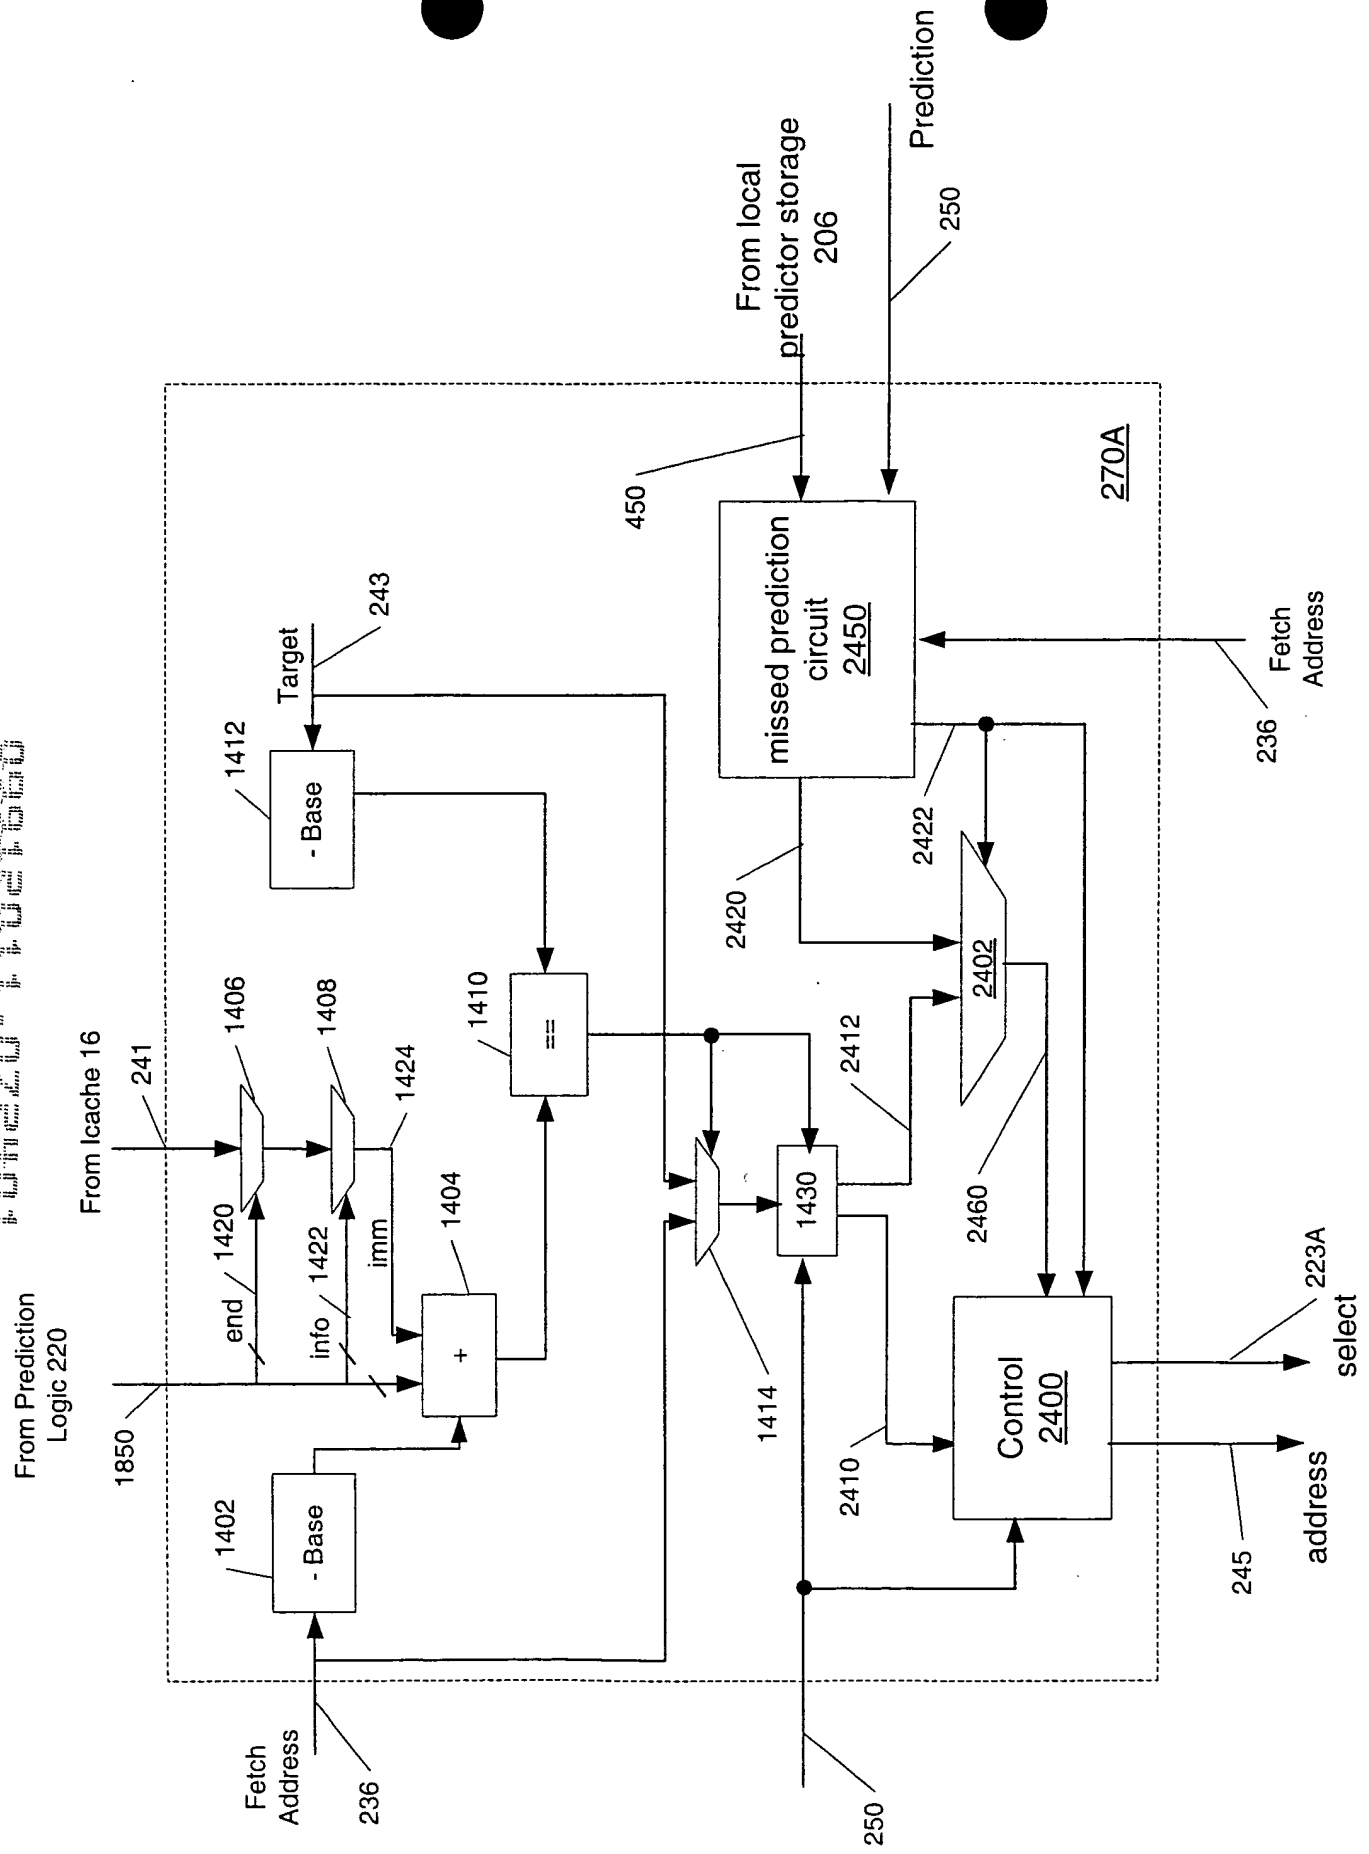 From Prediction
Logic 220
1850
From Icache 16
241
end
1420
1406
info
1422
1408
1424
imm
1402
- Base
Fetch
Address
236
+
1404
==
1410
- Base
1412
Target
243
1414
1430
250
2410
2412
2402
2460
2420
2422
missed prediction
circuit
2450
450
From local
predictor storage
206
Prediction
250
Fetch
Address
236
Control
2400
245
address
223A
select
270A